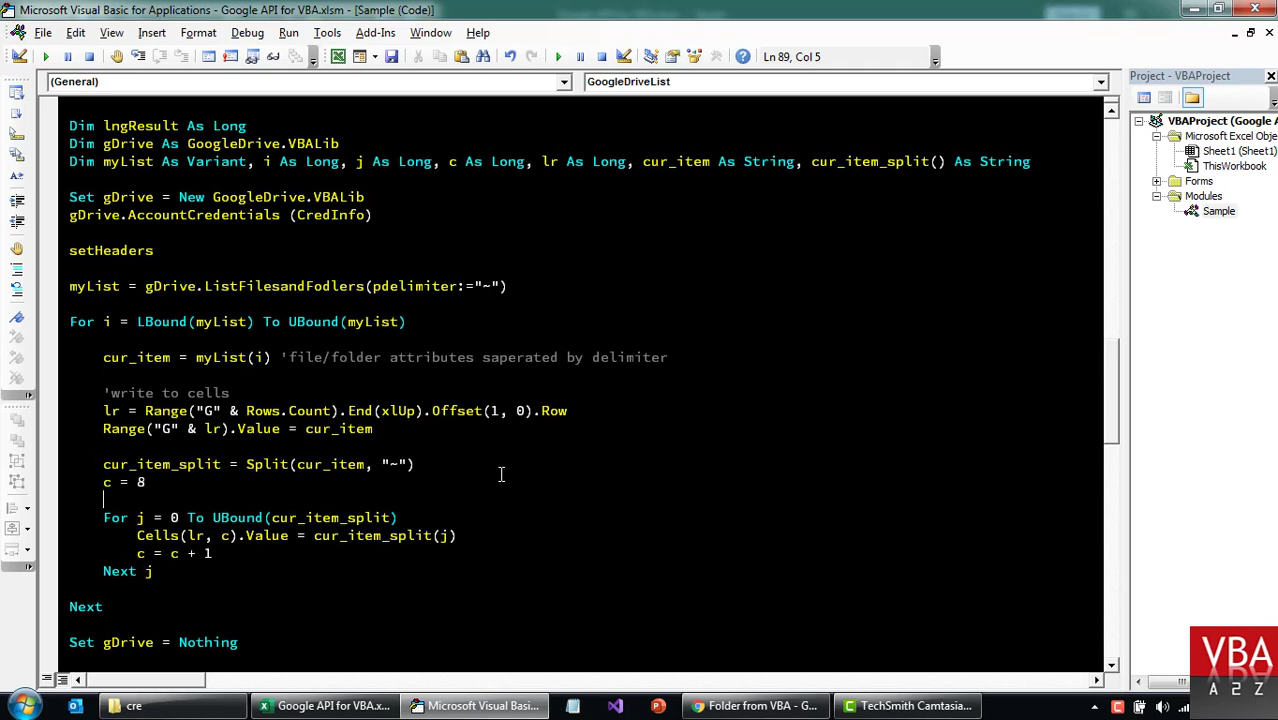 Microsoft Visual Basic for Applications - Google API for VBA.xlsm - [Sample (Code)]
File Edit View Insert Format Debug Run Tools Add-Ins Window Help
Ln 89, Col 5
(General) GoogleDriveList
Dim lngResult As Long
Dim gDrive As GoogleDrive.VBALib
Dim myList As Variant, i As Long, j As Long, c As Long, lr As Long, cur_item As String, cur_item_split() As String
Set gDrive = New GoogleDrive.VBALib
gDrive.AccountCredentials (CredInfo)
setHeaders
myList = gDrive.ListFilesandFodlers(pdelimiter:="~")
For i = LBound(myList) To UBound(myList)
cur_item = myList(i) 'file/folder attributes saperated by delimiter
'write to cells
lr = Range("G" & Rows.Count).End(xlUp).Offset(1, 0).Row
Range("G" & lr).Value = cur_item
cur_item_split = Split(cur_item, "~")
c = 8
For j = 0 To UBound(cur_item_split)
Cells(lr, c).Value = cur_item_split(j)
c = c + 1
Next j
Next
Set gDrive = Nothing
Project - VBAProject
VBAProject (Google A
Microsoft Excel Obje
Sheet1 (Sheet1)
ThisWorkbook
Forms
Modules
Sample
VBA
A 2 Z
cre
Google API for VBA.x...
Microsoft Visual Basi...
Folder from VBA - G...
TechSmith Camtasia...